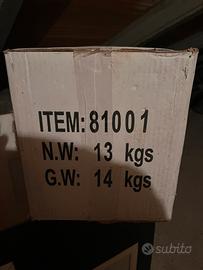 ITEM: 81001
N.W: 13 kgs
G.W: 14 kgs
subito